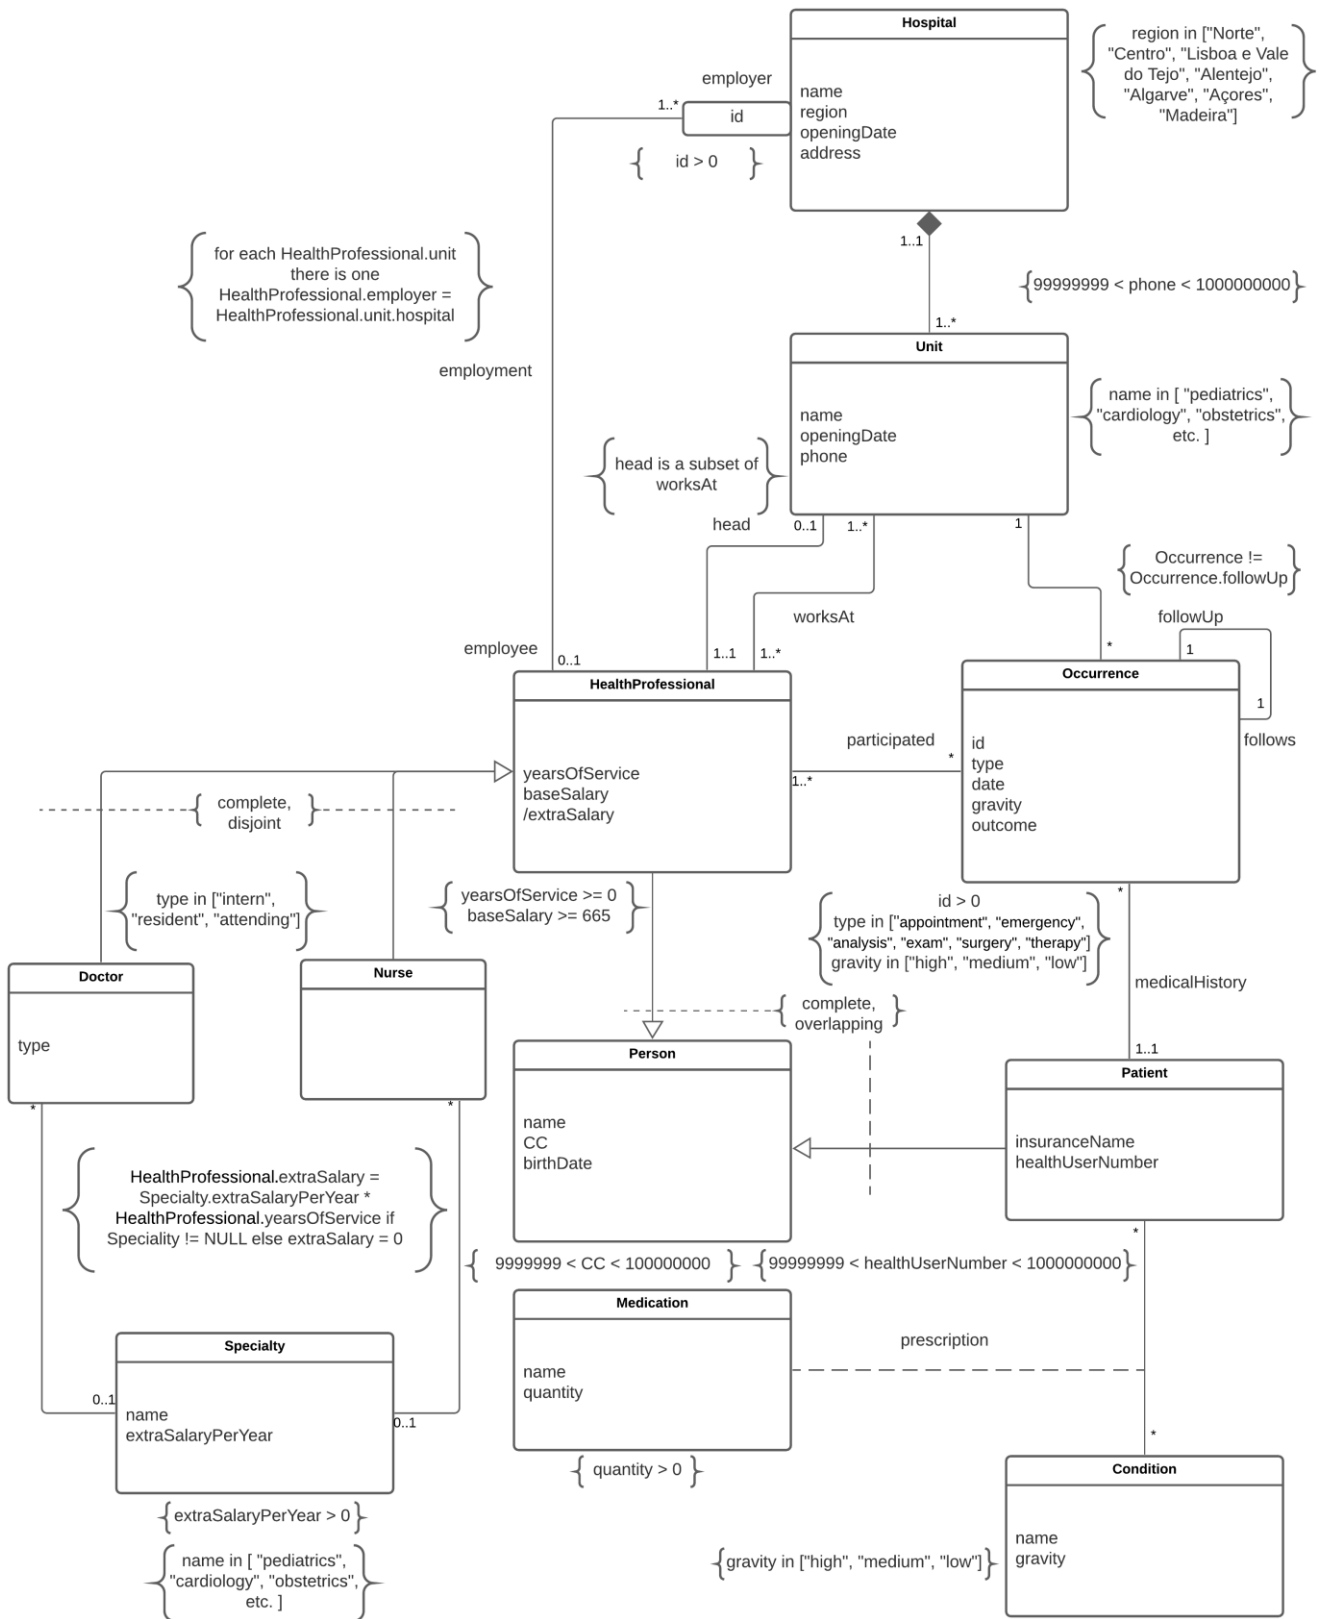 Hospital
name
region
openingDate
address
region in ["Norte",
"Centro", "Lisboa e Vale
do Tejo", "Alentejo",
"Algarve", "Açores",
"Madeira"]
employer
1..*
id
id > 0
1..1
for each HealthProfessional.unit
there is one
HealthProfessional.employer =
HealthProfessional.unit.hospital
99999999 < phone < 1000000000
1..*
employment
Unit
name
openingDate
phone
name in [ "pediatrics",
"cardiology", "obstetrics",
etc. ]
head is a subset of
worksAt
head
0..1
1..*
1
Occurrence !=
Occurrence.followUp
followUp
worksAt
employee
0..1
1..1
1..*
*
1
1
follows
HealthProfessional
yearsOfService
baseSalary
/extraSalary
participated
*
1..*
Occurrence
id
type
date
gravity
outcome
complete,
disjoint
type in ["intern",
"resident", "attending"]
yearsOfService >= 0
baseSalary >= 665
id > 0
type in ["appointment", "emergency",
"analysis", "exam", "surgery", "therapy"]
gravity in ["high", "medium", "low"]
*
medicalHistory
1..1
complete,
overlapping
Doctor
type
*
Nurse
*
Person
name
CC
birthDate
Patient
insuranceName
healthUserNumber
*
HealthProfessional.extraSalary =
Specialty.extraSalaryPerYear *
HealthProfessional.yearsOfService if
Speciality != NULL else extraSalary = 0
9999999 < CC < 100000000
99999999 < healthUserNumber < 1000000000
Medication
name
quantity
quantity > 0
prescription
*
Specialty
name
extraSalaryPerYear
0..1
0..1
extraSalaryPerYear > 0
name in [ "pediatrics",
"cardiology", "obstetrics",
etc. ]
Condition
name
gravity
gravity in ["high", "medium", "low"]